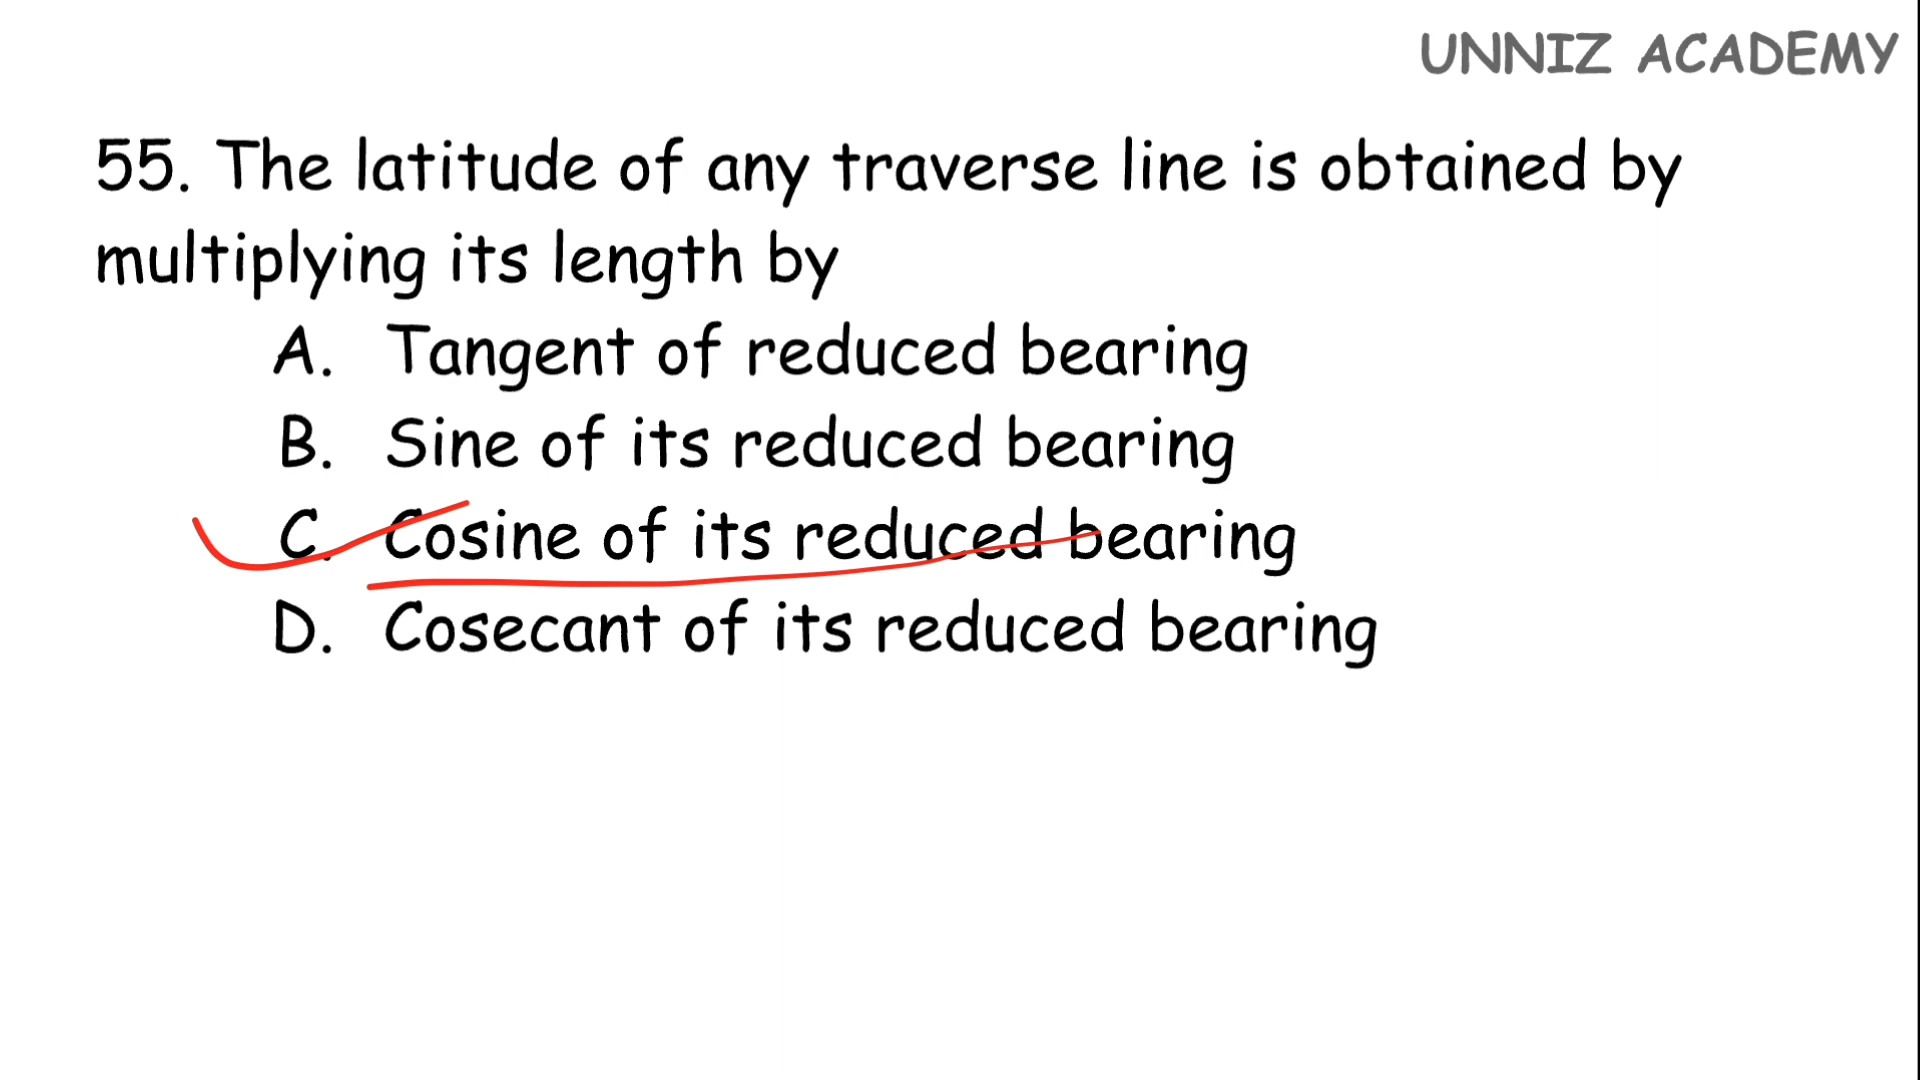 UNNIZ ACADEMY
55. The latitude of any traverse line is obtained by
multiplying its length by
A. Tangent of reduced bearing
B. Sine of its reduced bearing
C. Cosine of its reduced bearing
D. Cosecant of its reduced bearing